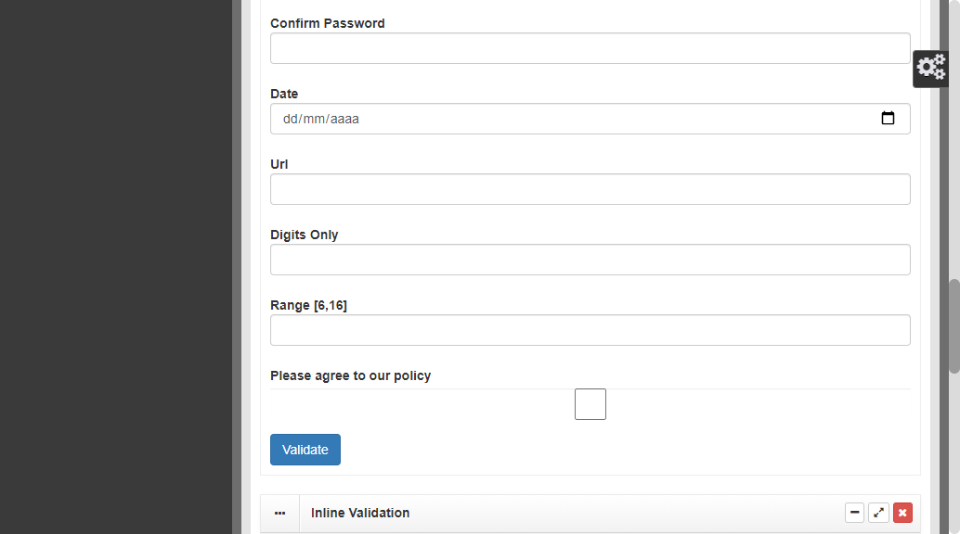 Confirm Password
Date
dd/mm/aaaa
Url
Digits Only
Range [6,16]
Please agree to our policy
Validate
Inline Validation